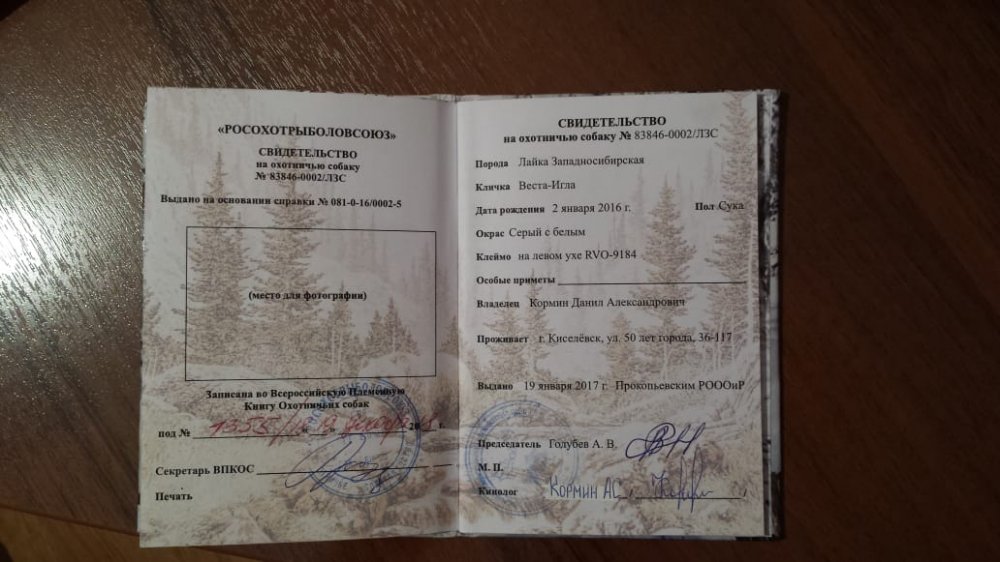 «РОСОХОТРЫБОЛОВСОЮЗ»
СВИДЕТЕЛЬСТВО
на охотничью собаку
№ 83846-0002/ЛЗС
Выдано на основании справки № 081-0-16/0002-5
(место для фотографии)
Записана во Всероссийскую Племенную
Книгу Охотничьих собак
под № 1355 20 г.
Секретарь ВПКОС
Печать
СВИДЕТЕЛЬСТВО
на охотничью собаку № 83846-0002/ЛЗС
Порода Лайка Западносибирская
Кличка Веста-Игла
Дата рождения 2 января 2016 г. Пол Сука
Окрас Серый с белым
Клеймо на левом ухе RVO-9184
Особые приметы
Владелец Кормин Данил Александрович
Проживает г. Киселёвск, ул. 50 лет города, 36-117
Выдано 19 января 2017 г. Прокопьевским РОООиР
Председатель Голубев А. В.
М. П.
Кинолог Кормин АС